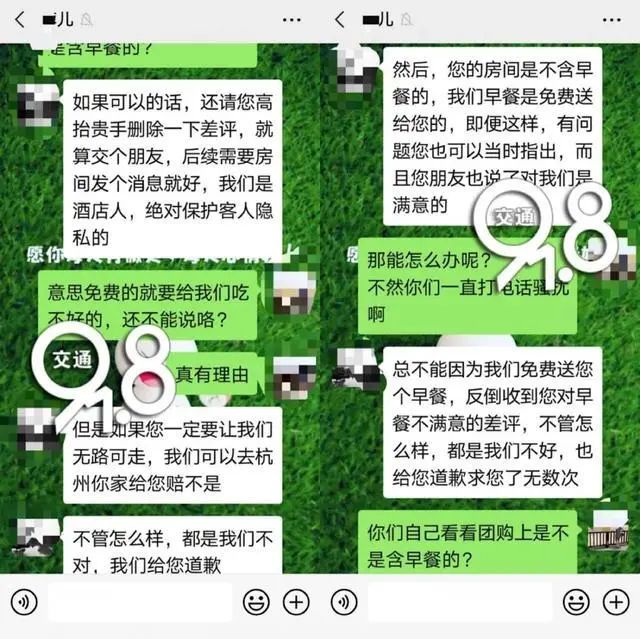 儿
是含早餐的？
如果可以的话，还请您高
抬贵手删除一下差评，就
算交个朋友，后续需要房
间发个消息就好，我们是
酒店人，绝对保护客人隐
私的
意思免费的就要给我们吃
不好的，还不能说咯？
真有理由
但是如果您一定要让我们
无路可走，我们可以去杭
州你家给您赔不是
不管怎么样，都是我们不
对，我们给您道歉
交通
91.8
儿
然后，您的房间是不含早
餐的，我们早餐是免费送
给您的，即便这样，有问
题您也可以当时指出，而
且您朋友也说了对我们是
满意的
那能怎么办呢？
不然你们一直打电话骚扰
啊
总不能因为我们免费送您
个早餐，反倒收到您对早
餐不满意的差评，不管怎
么样，都是我们不好，也
给您道歉求您了无数次
你们自己看看团购上是不
是含早餐的？
交通
91.8